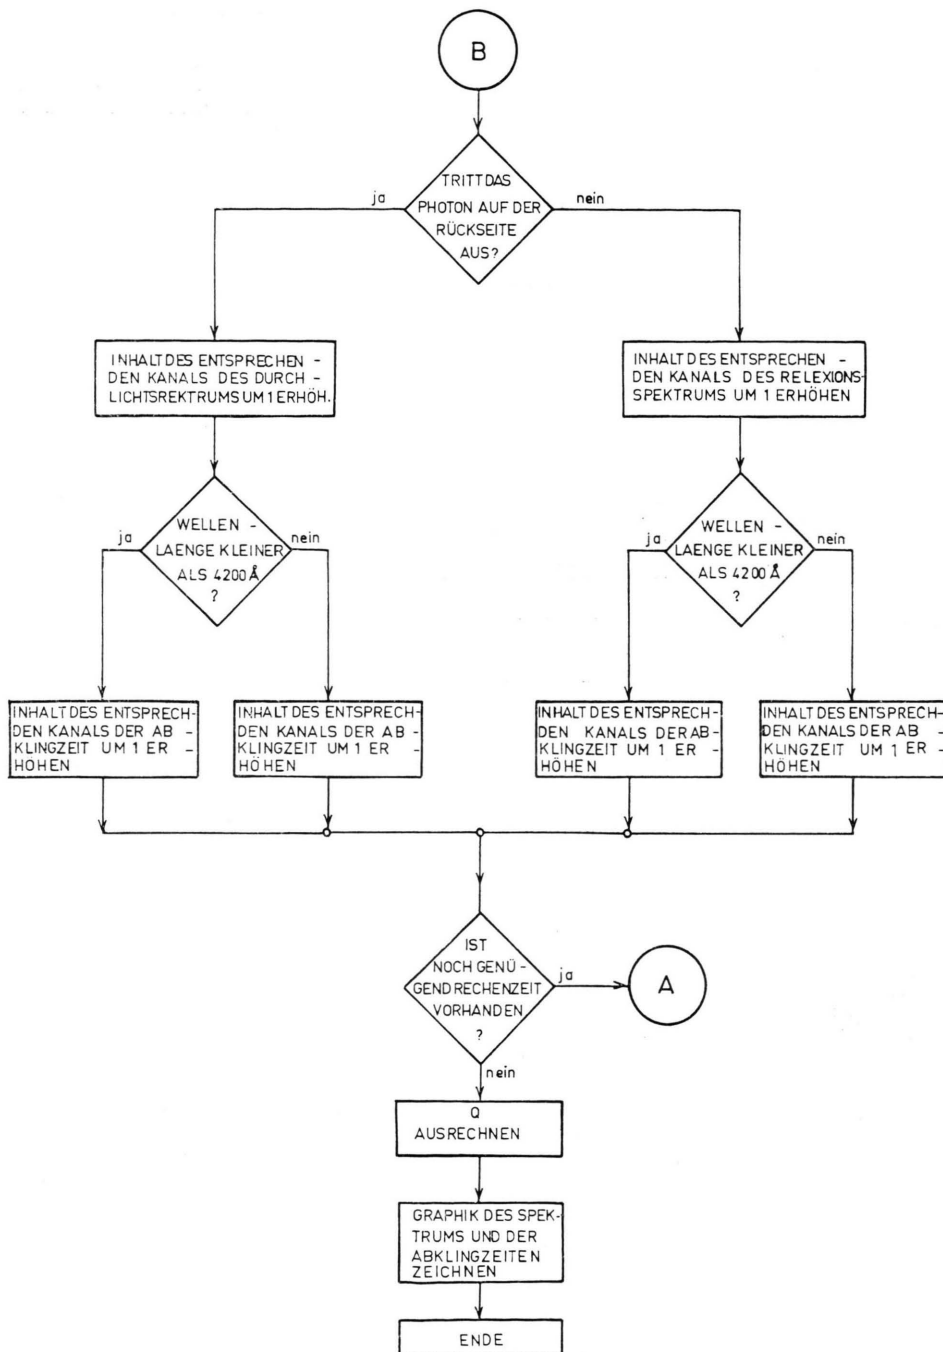 B
TRITT DAS
PHOTON AUF DER
RÜCKSEITE
AUS?
ja
nein
INHALT DES ENTSPRECHEN -
DEN KANALS DES DURCH -
LICHTSREKTRUMS UM 1 ERHÖH.
INHALT DES ENTSPRECHEN -
DEN KANALS DES RELEXIONS-
SPEKTRUMS UM 1 ERHÖHEN
WELLEN -
LAENGE KLEINER
ALS 4200 Å
?
ja
nein
WELLEN -
LAENGE KLEINER
ALS 4200 Å
?
ja
nein
INHALT DES ENTSPRECH-
DEN KANALS DER AB -
KLINGZEIT UM 1 ER -
HÖHEN
INHALT DES ENTSPRECH-
DEN KANALS DER AB -
KLINGZEIT UM 1 ER -
HÖHEN
INHALT DES ENTSPRECH-
DEN KANALS DER AB-
KLINGZEIT UM 1 ER -
HÖHEN
INHALT DES ENTSPRECH-
DEN KANALS DER AB -
KLINGZEIT UM 1 ER -
HÖHEN
IST
NOCH GENÜ -
GEND RECHENZEIT
VORHANDEN
?
ja
A
nein
Q
AUSRECHNEN
GRAPHIK DES SPEK-
TRUMS UND DER
ABKLINGZEITEN
ZEICHNEN
ENDE